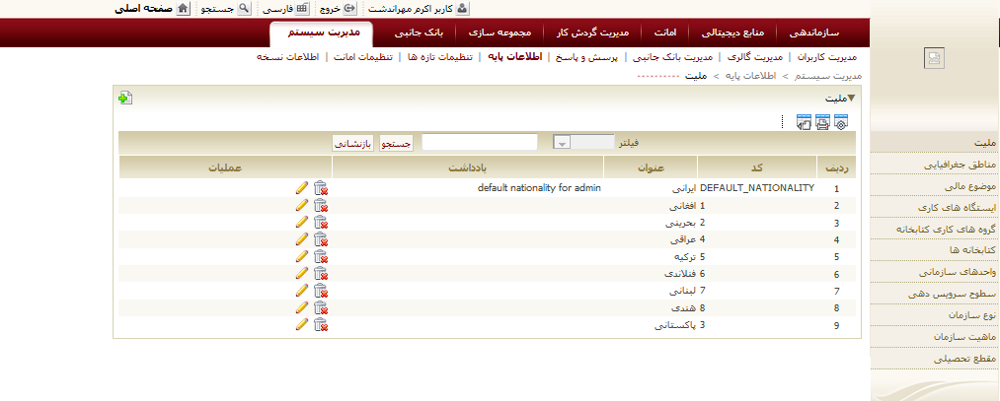 کاربر اکرم مهراندشت خروج فارسی جستجو صفحه اصلی
سازماندهی منابع دیجیتالی امانت مدیریت گردش کار مجموعه سازی بانک جانبی مدیریت سیستم
مدیریت کاربران | مدیریت گالری | مدیریت بانک جانبی | پرسش و پاسخ | اطلاعات پایه | تنظیمات تازه ها | تنظیمات امانت | اطلاعات نسخه
مدیریت سیستم > اطلاعات پایه > ملیت ----------
ملیت
فیلتر جستجو بازنشانی
ردیف کد عنوان یادداشت عملیات
1 DEFAULT_NATIONALITY ایرانی default nationality for admin
2 1 افغانی
3 2 بحرینی
4 4 عراقی
5 5 ترکیه
6 6 فنلاندی
7 7 لبنانی
8 8 هندی
9 3 پاکستانی
ملیت
مناطق جغرافیایی
موضوع مالی
ایستگاه های کاری
گروه های کاری کتابخانه
کتابخانه ها
واحدهای سازمانی
سطوح سرویس دهی
نوع سازمان
ماهیت سازمان
مقطع تحصیلی